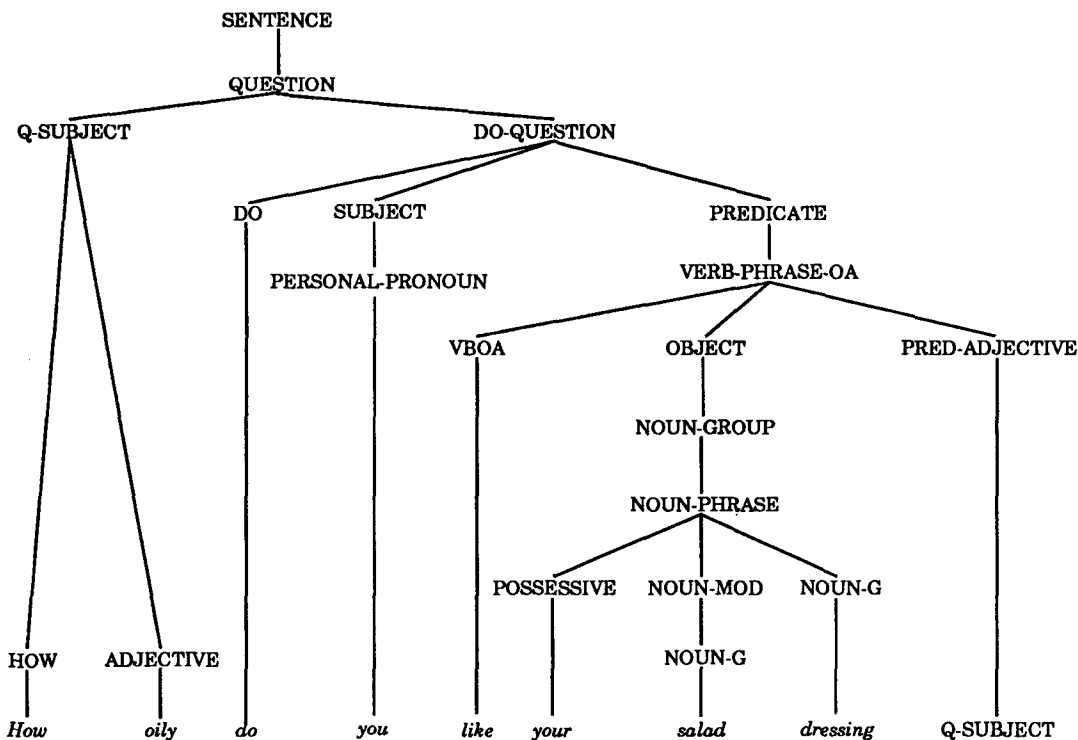 SENTENCE
QUESTION
Q-SUBJECT DO-QUESTION
DO SUBJECT PREDICATE
PERSONAL-PRONOUN VERB-PHRASE-OA
VBOA OBJECT PRED-ADJECTIVE
NOUN-GROUP
NOUN-PHRASE
POSSESSIVE NOUN-MOD NOUN-G
HOW ADJECTIVE NOUN-G
How oily do you like your salad dressing Q-SUBJECT